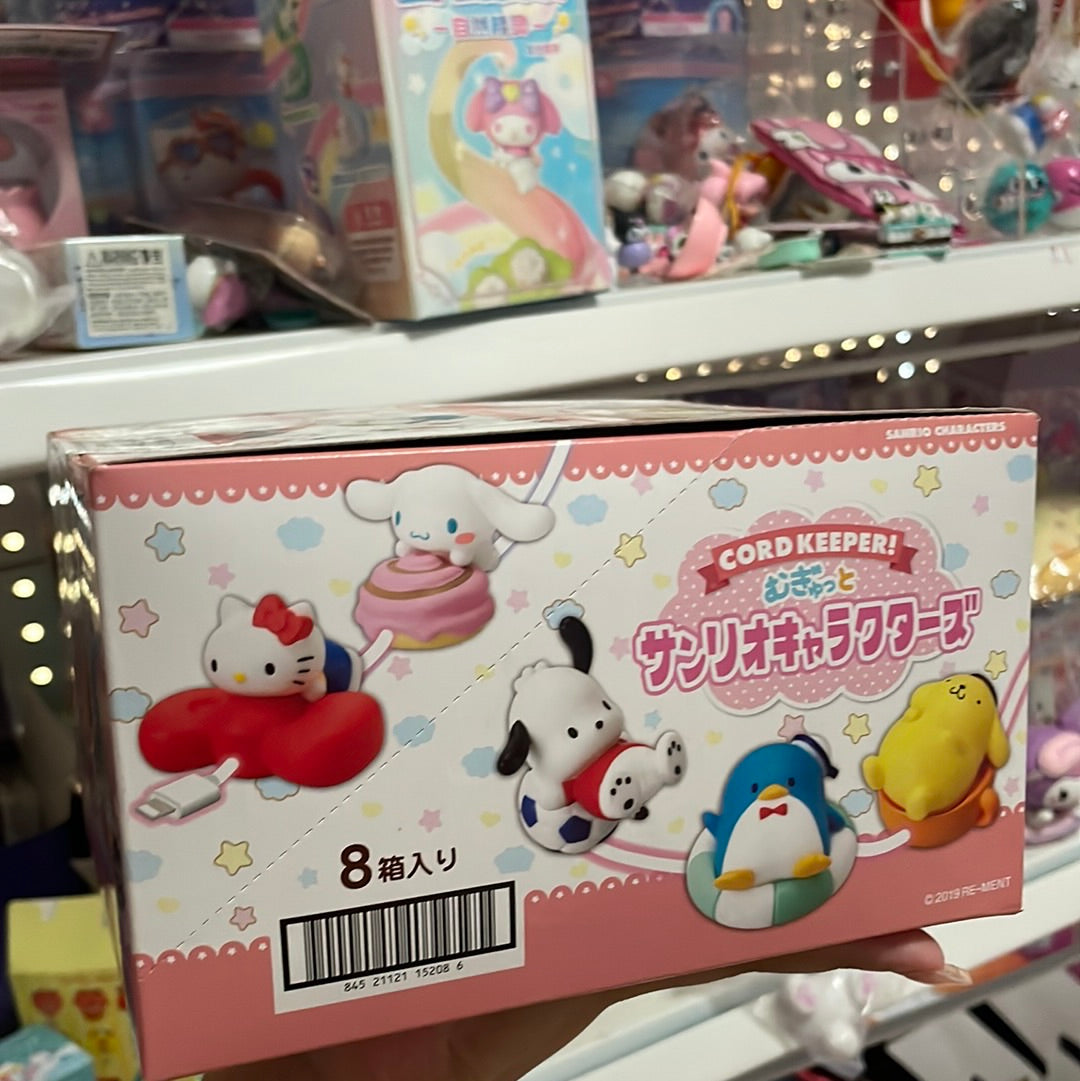 SANRIO CHARACTERS
CORD KEEPER!
むぎゅっと
サンリオキャラクターズ
8箱入り
845 21121 15208 6
© 2019 RE-MENT